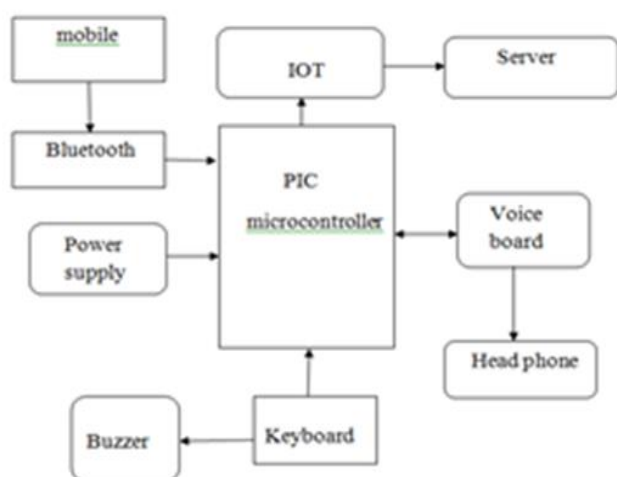 mobile
IOT
Server
Bluetooth
PIC
microcontroller
Voice
board
Power
supply
Head phone
Buzzer
Keyboard